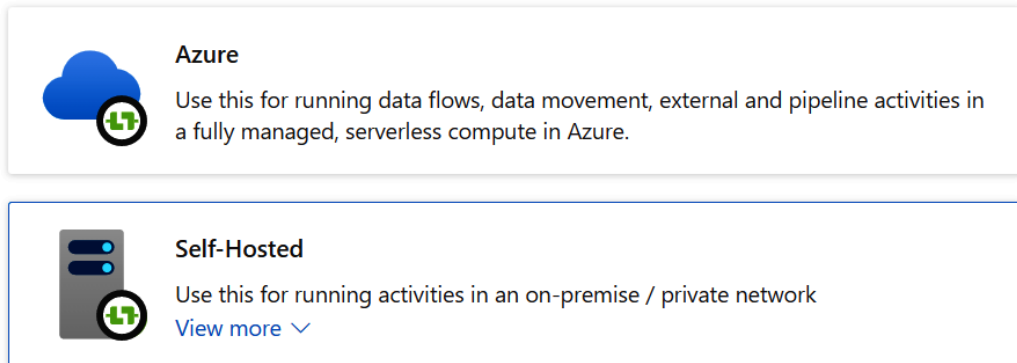 Azure
Use this for running data flows, data movement, external and pipeline activities in
a fully managed, serverless compute in Azure.
Self-Hosted
Use this for running activities in an on-premise / private network
View more